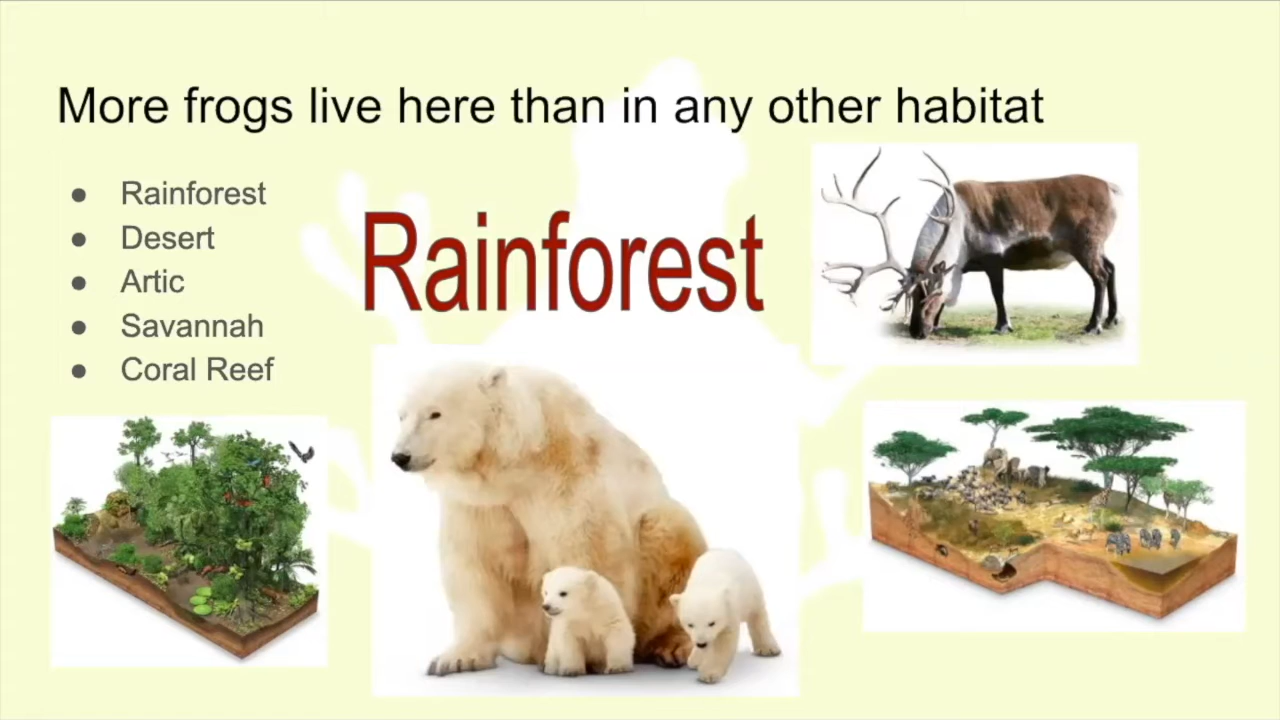 More frogs live here than in any other habitat
● Rainforest
● Desert
● Artic
● Savannah
● Coral Reef
Rainforest